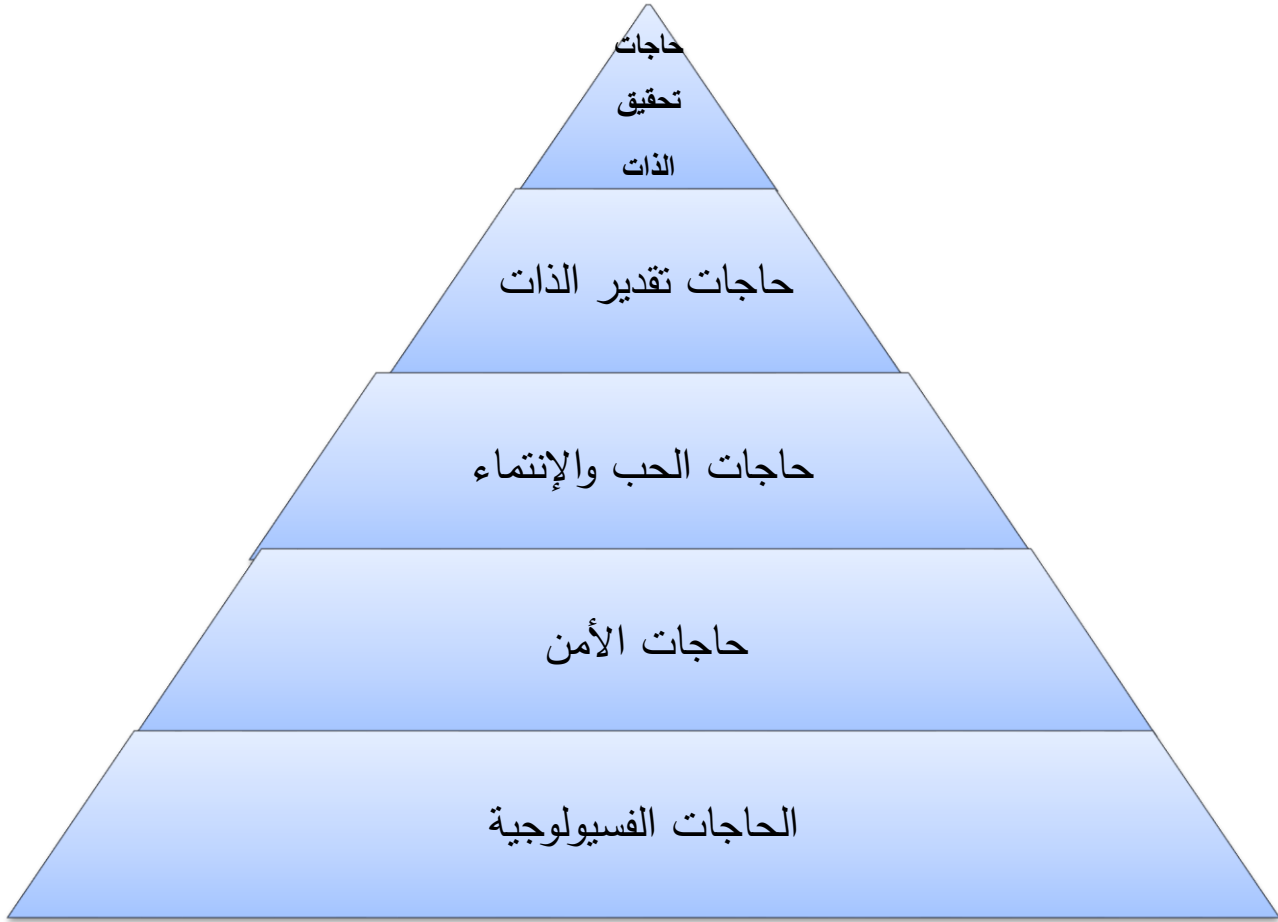 حاجات
تحقيق
الذات
حاجات تقدير الذات
حاجات الحب والإنتماء
حاجات الأمن
الحاجات الفسيولوجية